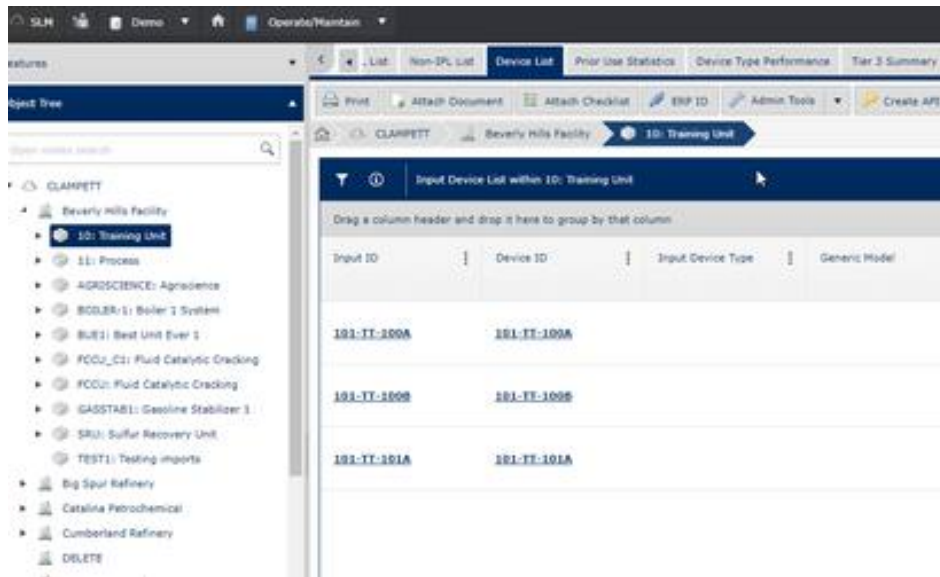 SLM Demo Operate/Maintain
eatures
List Non-IPL List Device List Prior Use Statistics Device Type Performance Tier 3 Summary
bject Tree
Print Attach Document Attach Checklist ERP ID Admin Tools Create API
CLAMPETT Beverly Hills Facility 10: Training Unit
Input Device List within 10: Training Unit
Drag a column header and drop it here to group by that column
Input ID Device ID Input Device Type Generic Model
101-TT-100A 101-TT-100A
101-TT-100B 101-TT-100B
101-TT-101A 101-TT-101A
CLAMPETT
Beverly Hills Facility
10: Training Unit
11: Process
AGRISCIENCE: Agriscience
BOILER-1: Boiler 1 System
BUE1: Best Unit Ever 1
FCCU_C1: Fluid Catalytic Cracking
FCCU: Fluid Catalytic Cracking
GASSTAB1: Gasoline Stabilizer 1
SRU: Sulfur Recovery Unit
TEST1: Testing imports
Big Spur Refinery
Catalina Petrochemical
Cumberland Refinery
DELETE